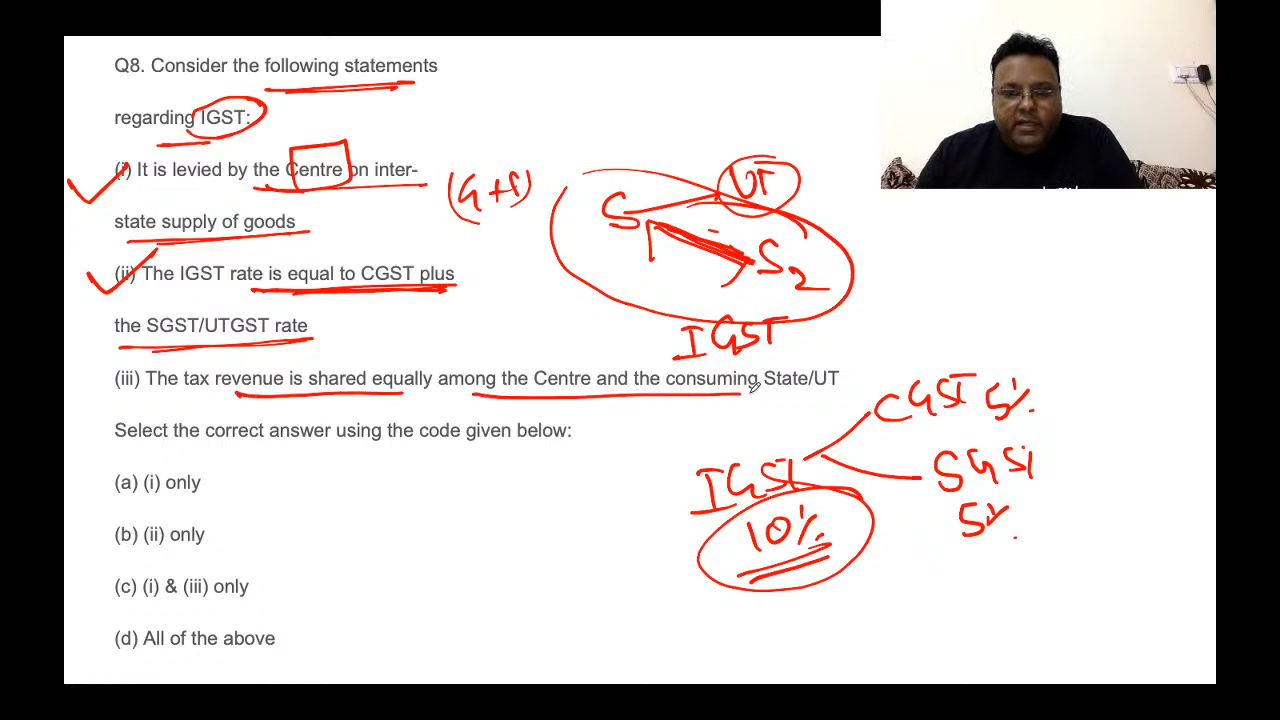 Q8. Consider the following statements
regarding IGST:
(i) It is levied by the Centre on inter-
state supply of goods
(ii) The IGST rate is equal to CGST plus
the SGST/UTGST rate
(iii) The tax revenue is shared equally among the Centre and the consuming State/UT
Select the correct answer using the code given below:
(a) (i) only
(b) (ii) only
(c) (i) & (iii) only
(d) All of the above
(G+S)
UT
S1
S2
IGST
CGST 5%
IGST
SGST
10%
5%